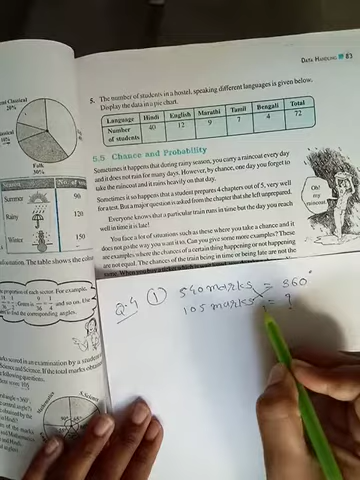 DATA HANDLING 83
5. The number of students in a hostel, speaking different languages is given below.
Display the data in a pie chart.
Language Hindi English Marathi Tamil Bengali Total
Number of students 40 12 9 7 4 72
5.5 Chance and Probability
Sometimes it happens that during rainy season, you carry a raincoat every day
and it does not rain for many days. However, by chance, one day you forget to
take the raincoat and it rains heavily on that day.
Sometimes it so happens that a student prepares 4 chapters out of 5, very well
for a test. But a major question is asked from the chapter that she left unprepared.
Everyone knows that a particular train runs in time but the day you reach
well in time it is late!
You face a lot of situations such as these where you take a chance and it
does not go the way you want it to. Can you give some more examples? These
are examples where the chances of a certain thing happening or not happening
are not equal. The chances of the train being in time or being late are not the
Oh! my raincoat
20%
Folk
30%
Season
Summer 90
Rainy 120
Winter 150
Q.4 (1) 540 marks = 360°
105 marks = ?